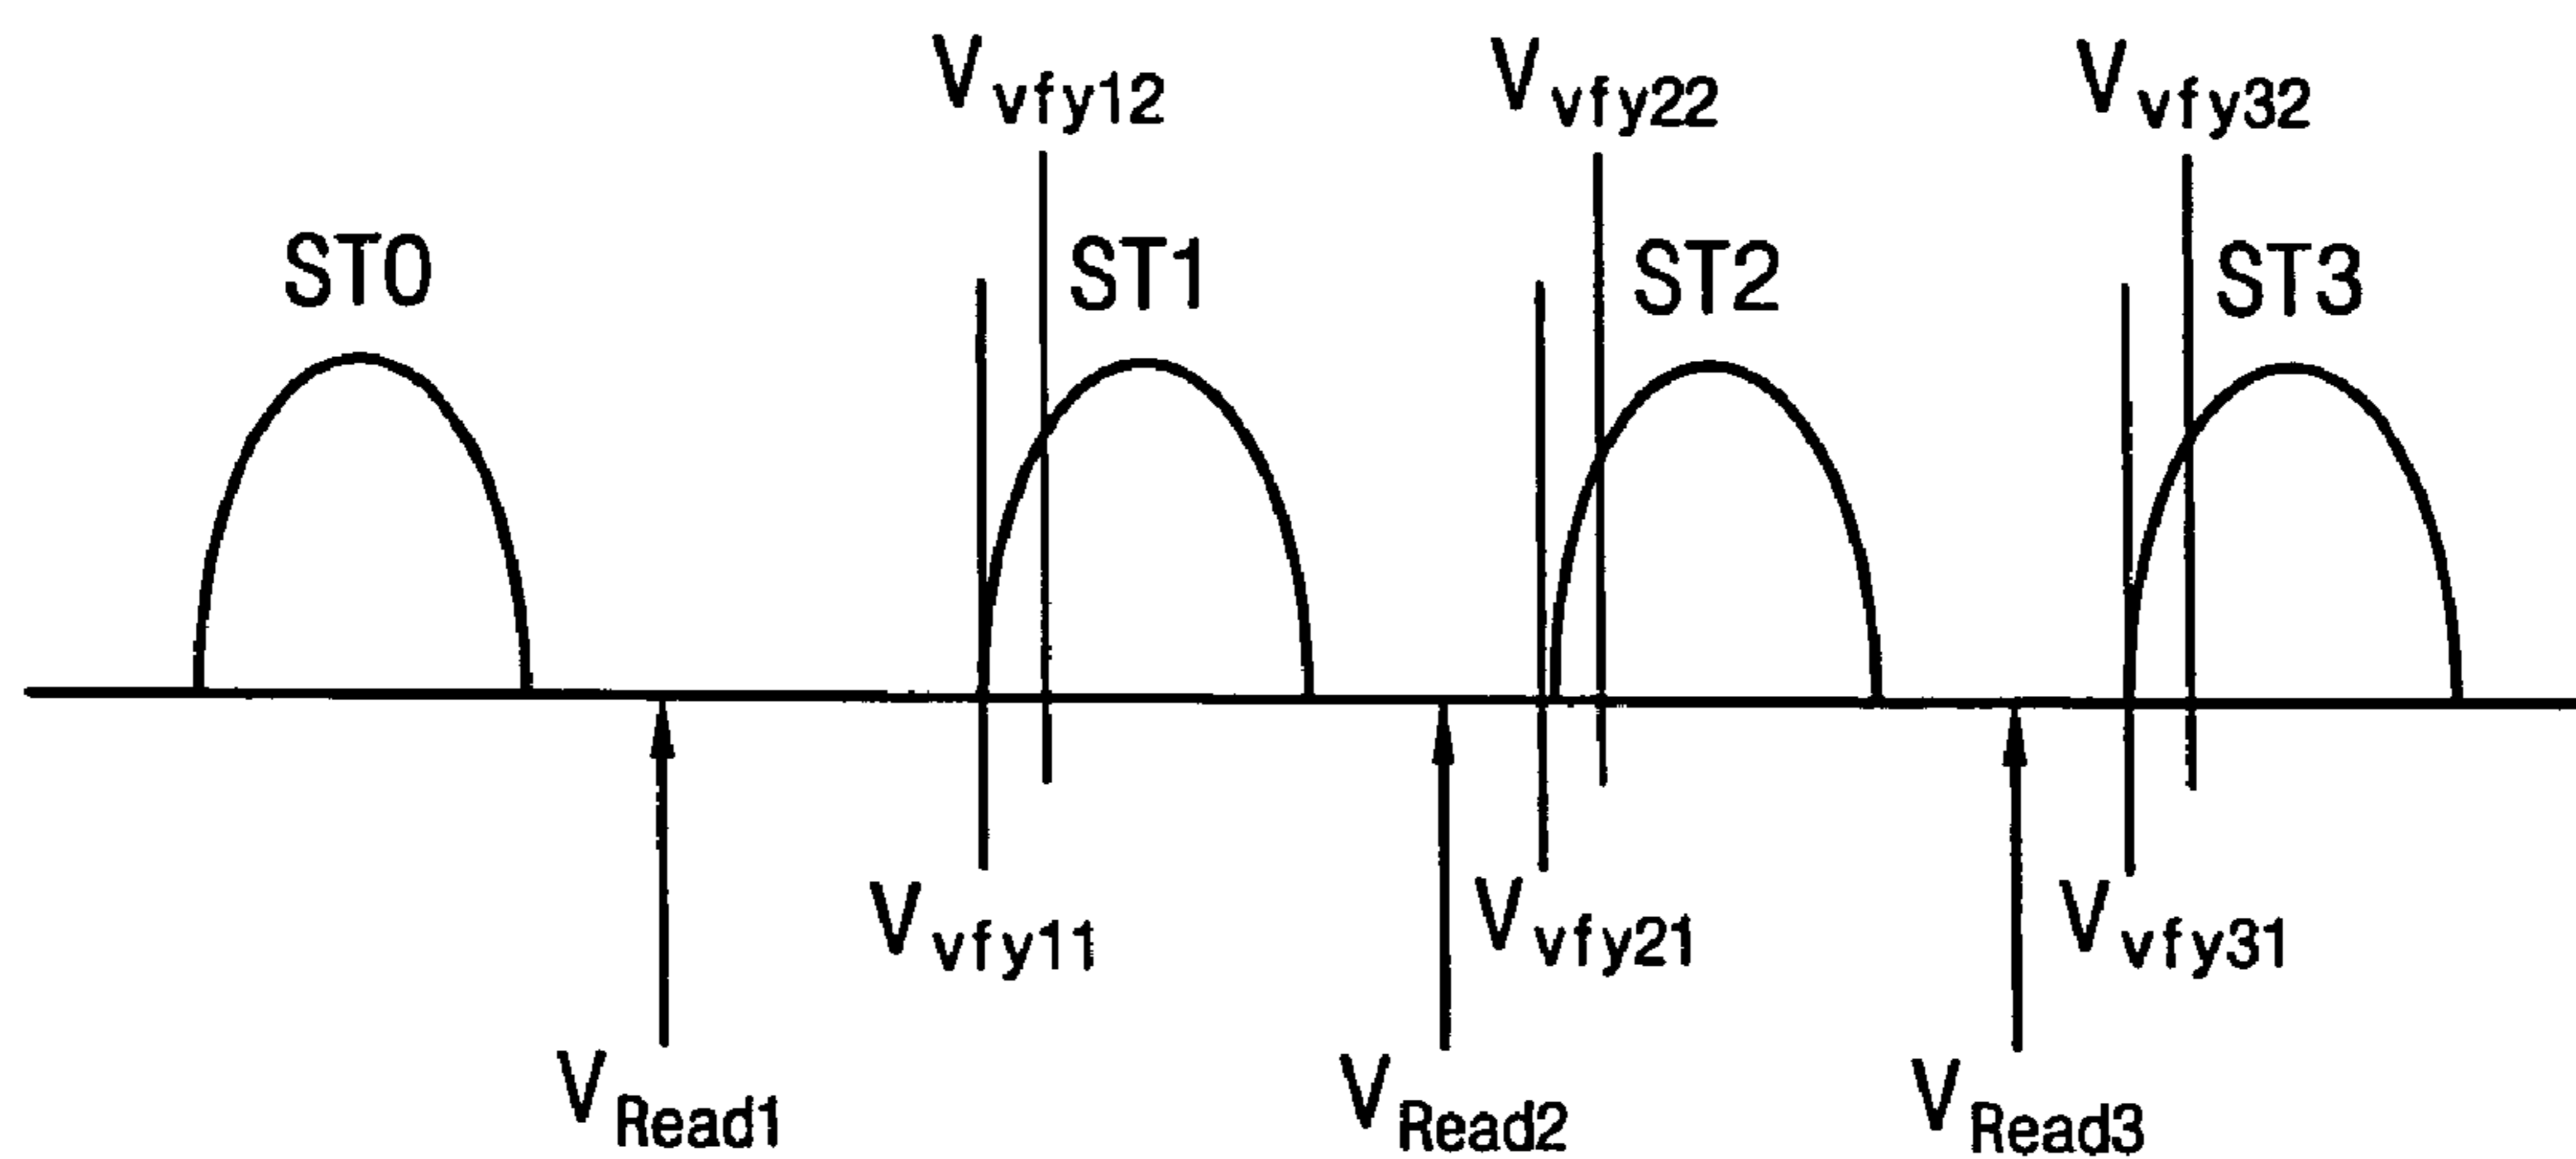 Vvfy12 Vvfy22 Vvfy32
ST0 ST1 ST2 ST3
Vvfy11 Vvfy21 Vvfy31
VRead1 VRead2 VRead3